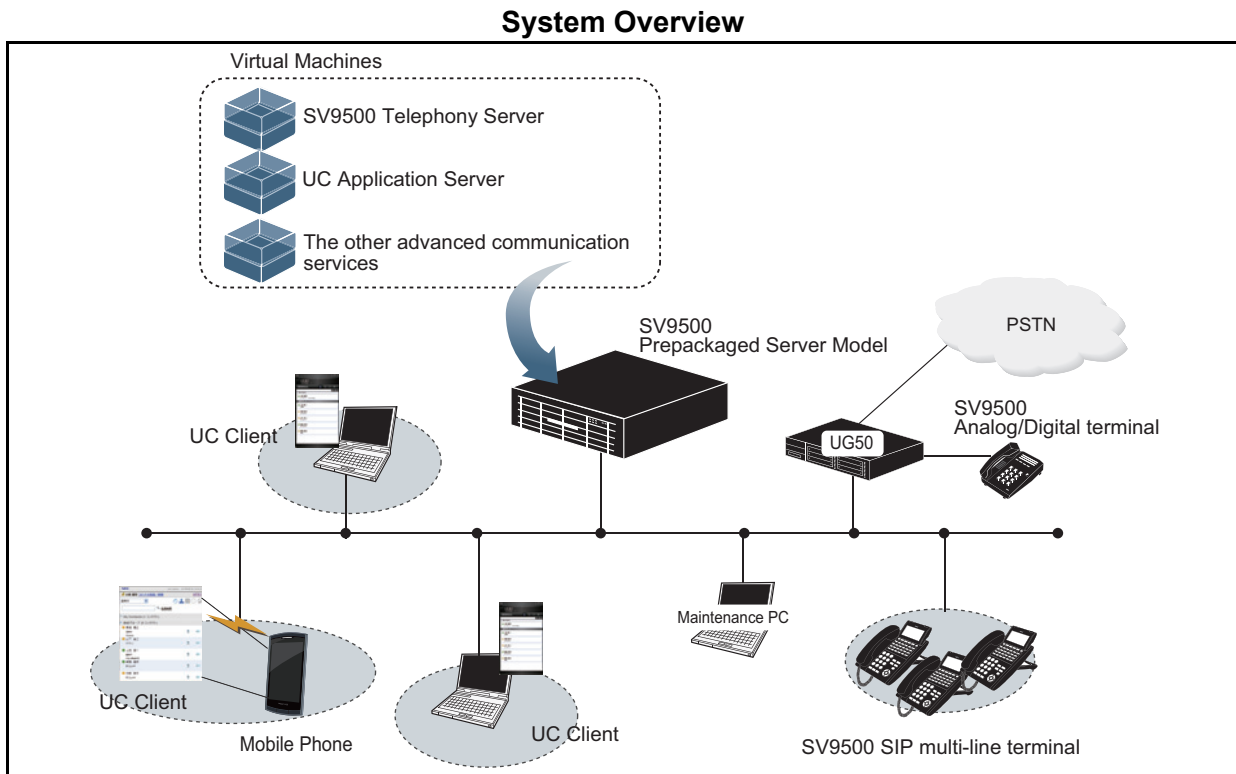 System Overview
Virtual Machines
SV9500 Telephony Server
UC Application Server
The other advanced communication
services
SV9500
Prepackaged Server Model
PSTN
SV9500
Analog/Digital terminal
UG50
UC Client
Maintenance PC
UC Client
Mobile Phone
UC Client
SV9500 SIP multi-line terminal